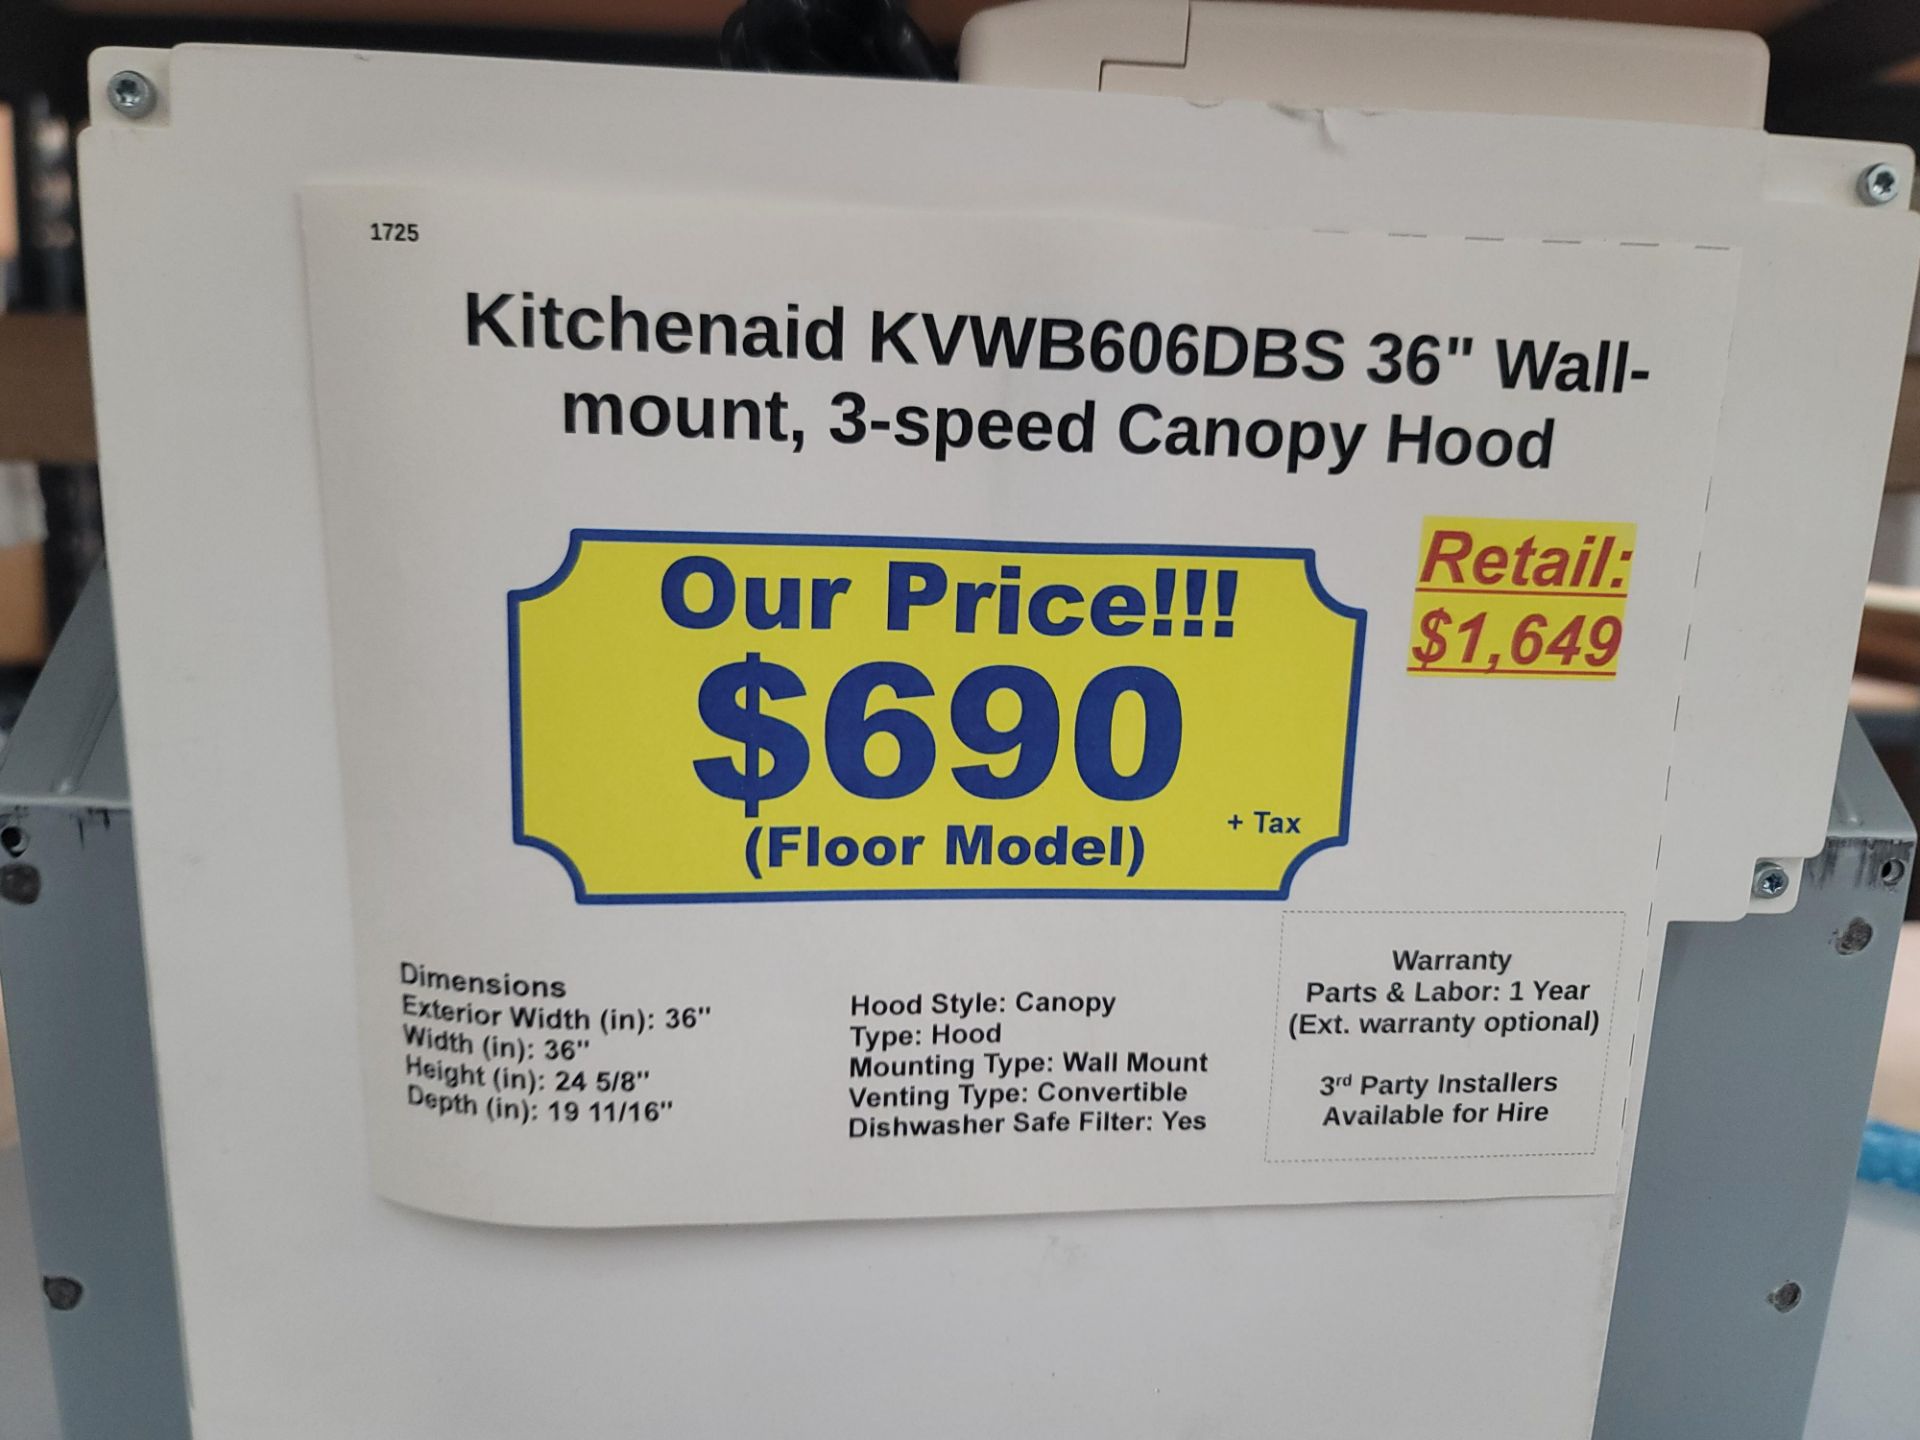 1725
Kitchenaid KVWB606DBS 36" Wall-
mount, 3-speed Canopy Hood
Our Price!!!
$690
(Floor Model)
+ Tax
Retail:
$1,649
Dimensions
Exterior Width (in): 36"
Width (in): 36"
Height (in): 24 5/8"
Depth (in): 19 11/16"
Hood Style: Canopy
Type: Hood
Mounting Type: Wall Mount
Venting Type: Convertible
Dishwasher Safe Filter: Yes
Warranty
Parts & Labor: 1 Year
(Ext. warranty optional)
3rd Party Installers
Available for Hire